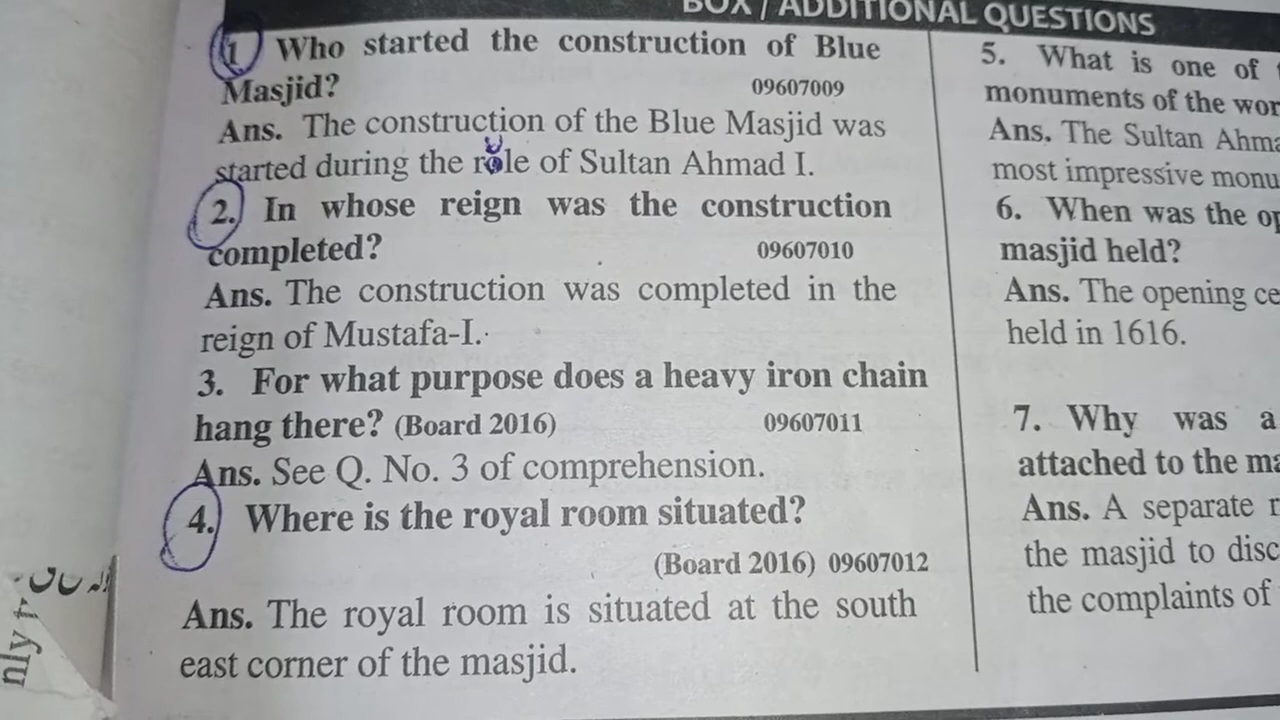 BOX / ADDITIONAL QUESTIONS
1 Who started the construction of Blue
Masjid? 09607009
Ans. The construction of the Blue Masjid was
started during the role of Sultan Ahmad I.
2. In whose reign was the construction
completed? 09607010
Ans. The construction was completed in the
reign of Mustafa-I.
3. For what purpose does a heavy iron chain
hang there? (Board 2016) 09607011
Ans. See Q. No. 3 of comprehension.
4. Where is the royal room situated?
(Board 2016) 09607012
Ans. The royal room is situated at the south
east corner of the masjid.
5. What is one of
monuments of the
Ans. The Sultan
most impressive
6. When was the
masjid held?
Ans. The opening
held in 1616.
7. Why was a
attached to the
Ans. A separate
the masjid to
the complaints of